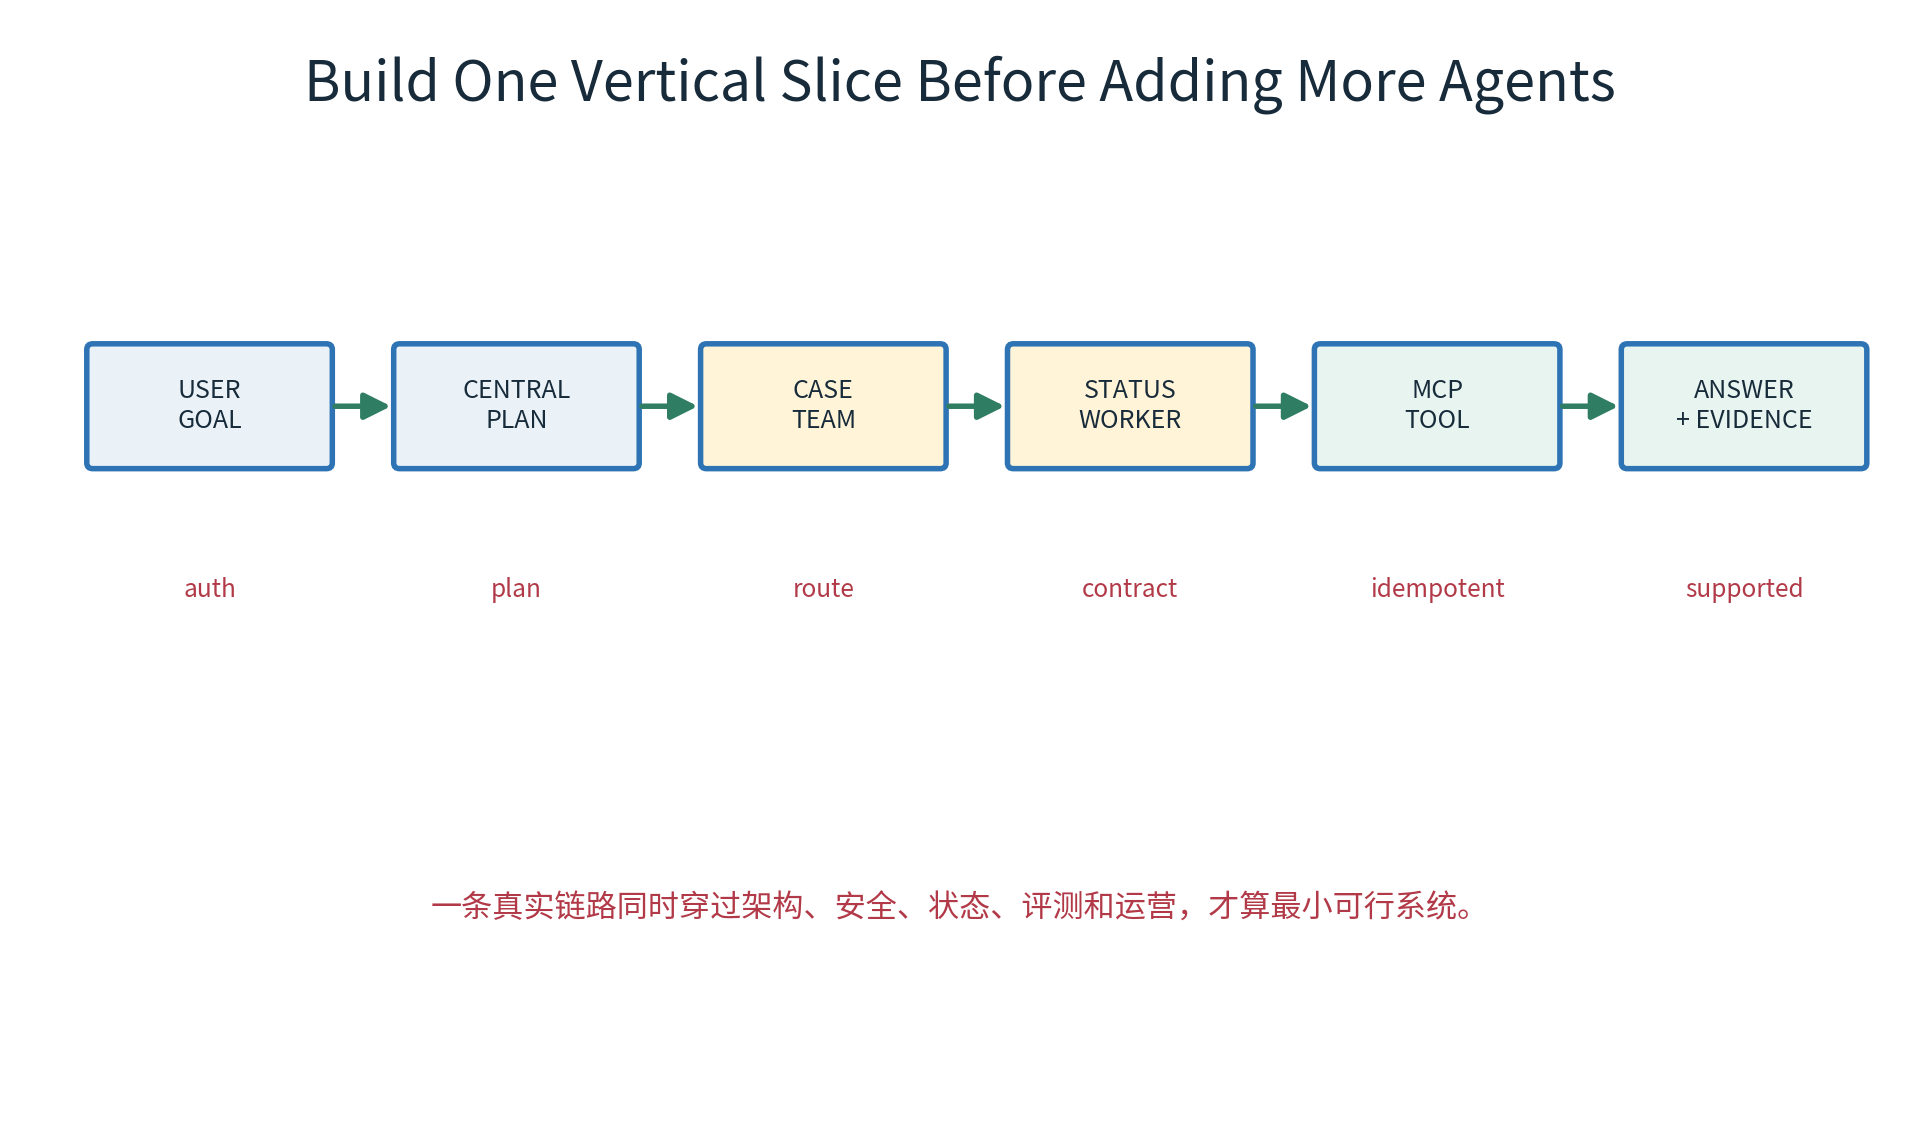 Build One Vertical Slice Before Adding More Agents
USER
GOAL
CENTRAL
PLAN
CASE
TEAM
STATUS
WORKER
MCP
TOOL
ANSWER
+ EVIDENCE
auth
plan
route
contract
idempotent
supported
一条真实链路同时穿过架构、安全、状态、评测和运营，才算最小可行系统。